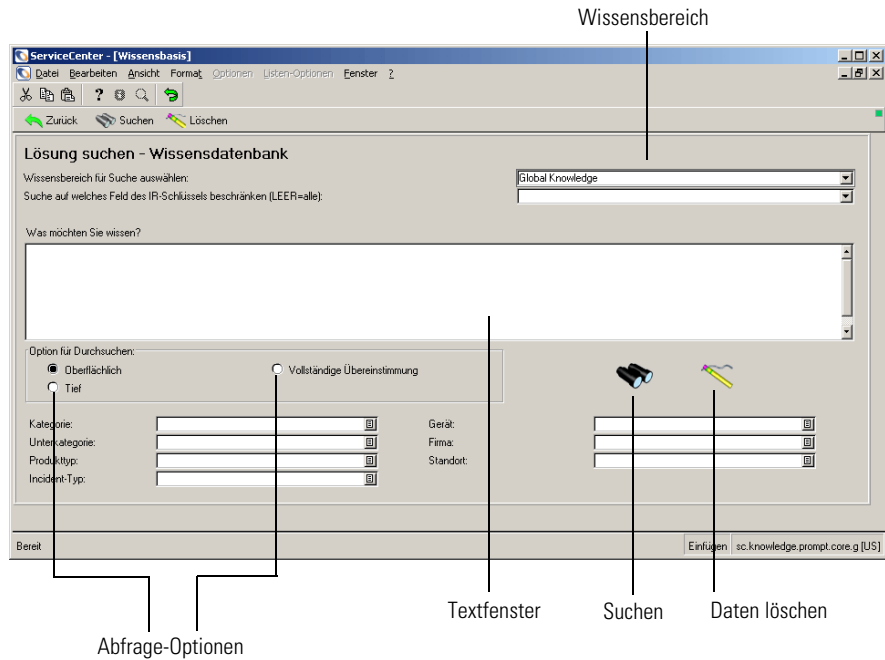 Wissensbereich
ServiceCenter - [Wissensbasis]
Datei Bearbeiten Ansicht Format Optionen Listen-Optionen Fenster ?
Zurück Suchen Löschen
Lösung suchen - Wissensdatenbank
Wissensbereich für Suche auswählen: Global Knowledge
Suche auf welches Feld des IR-Schlüssels beschränken (LEER=alle):
Was möchten Sie wissen?
Option für Durchsuchen:
Oberflächlich Vollständige Übereinstimmung
Tief
Kategorie: Gerät:
Unterkategorie: Firma:
Produkttyp: Standort:
Incident-Typ:
Bereit Einfügen sc.knowledge.prompt.core.g [US]
Textfenster Suchen Daten löschen
Abfrage-Optionen